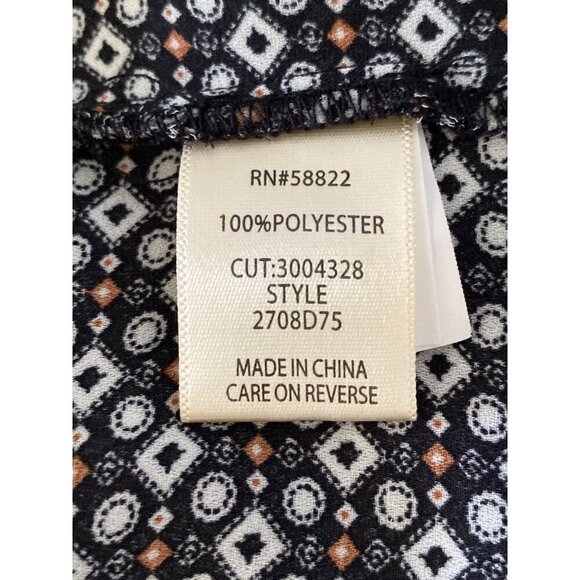 RN#58822
100%POLYESTER
CUT:3004328
STYLE
2708D75
MADE IN CHINA
CARE ON REVERSE